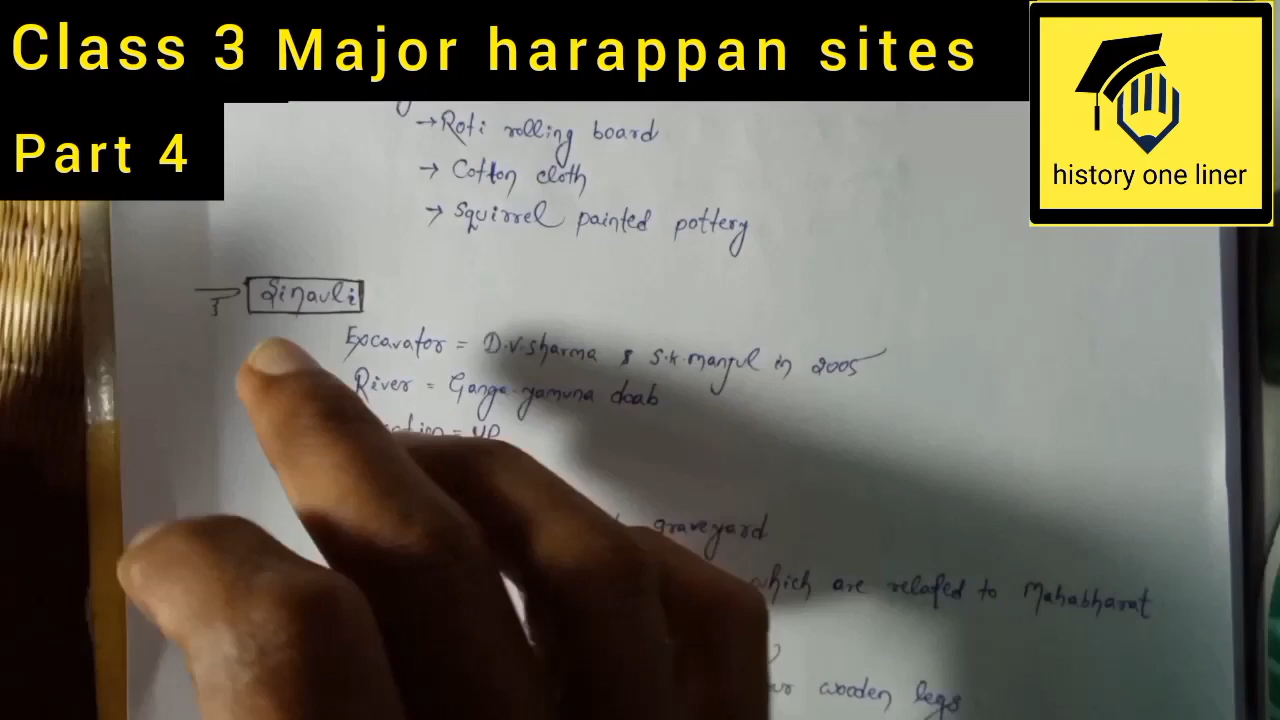 Class 3 Major harappan sites
Part 4
history one liner
→ Roti rolling board
→ Cotton cloth
→ Squirrel painted pottery
Sinauli
Excavator = D.V. Sharma & S.K. Manjul in 2005
River = Ganga-yamuna doab
= UP
graveyard
which are related to Mahabharat
wooden legs